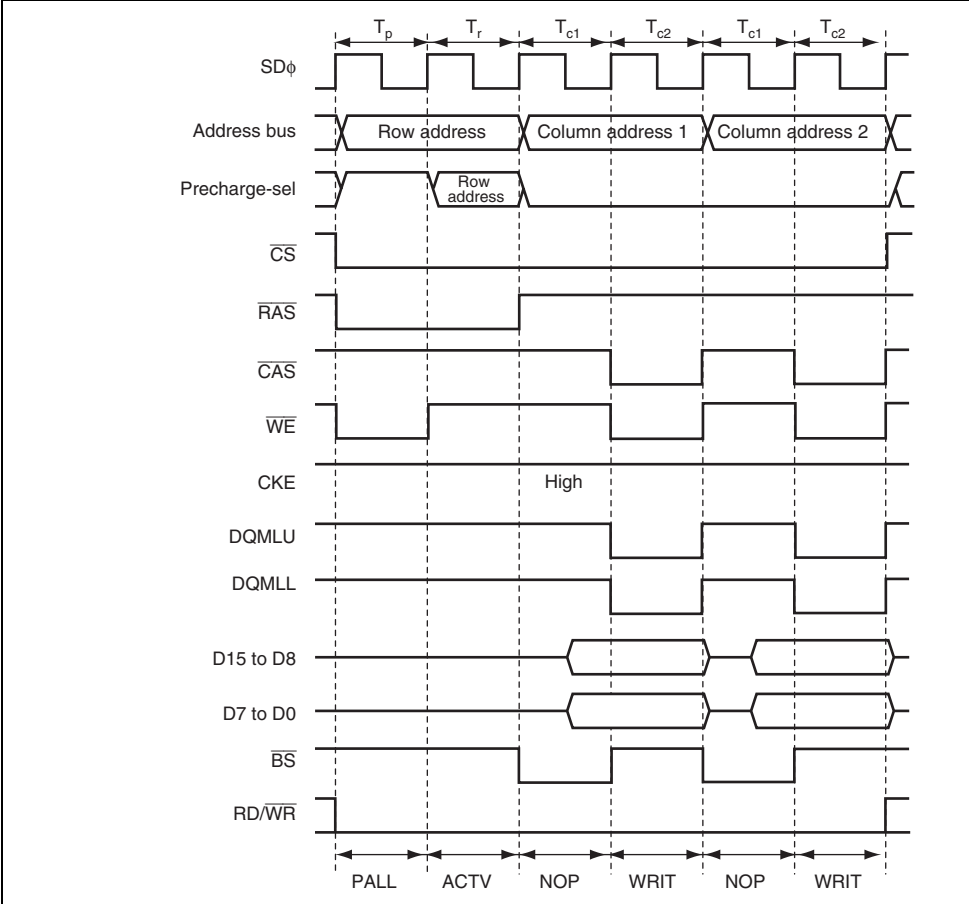 Tp Tr Tc1 Tc2 Tc1 Tc2
SDϕ
Address bus Row address Column address 1 Column address 2
Precharge-sel Row address
CS
RAS
CAS
WE
CKE High
DQMLU
DQMLL
D15 to D8
D7 to D0
BS
RD/WR
PALL ACTV NOP WRIT NOP WRIT